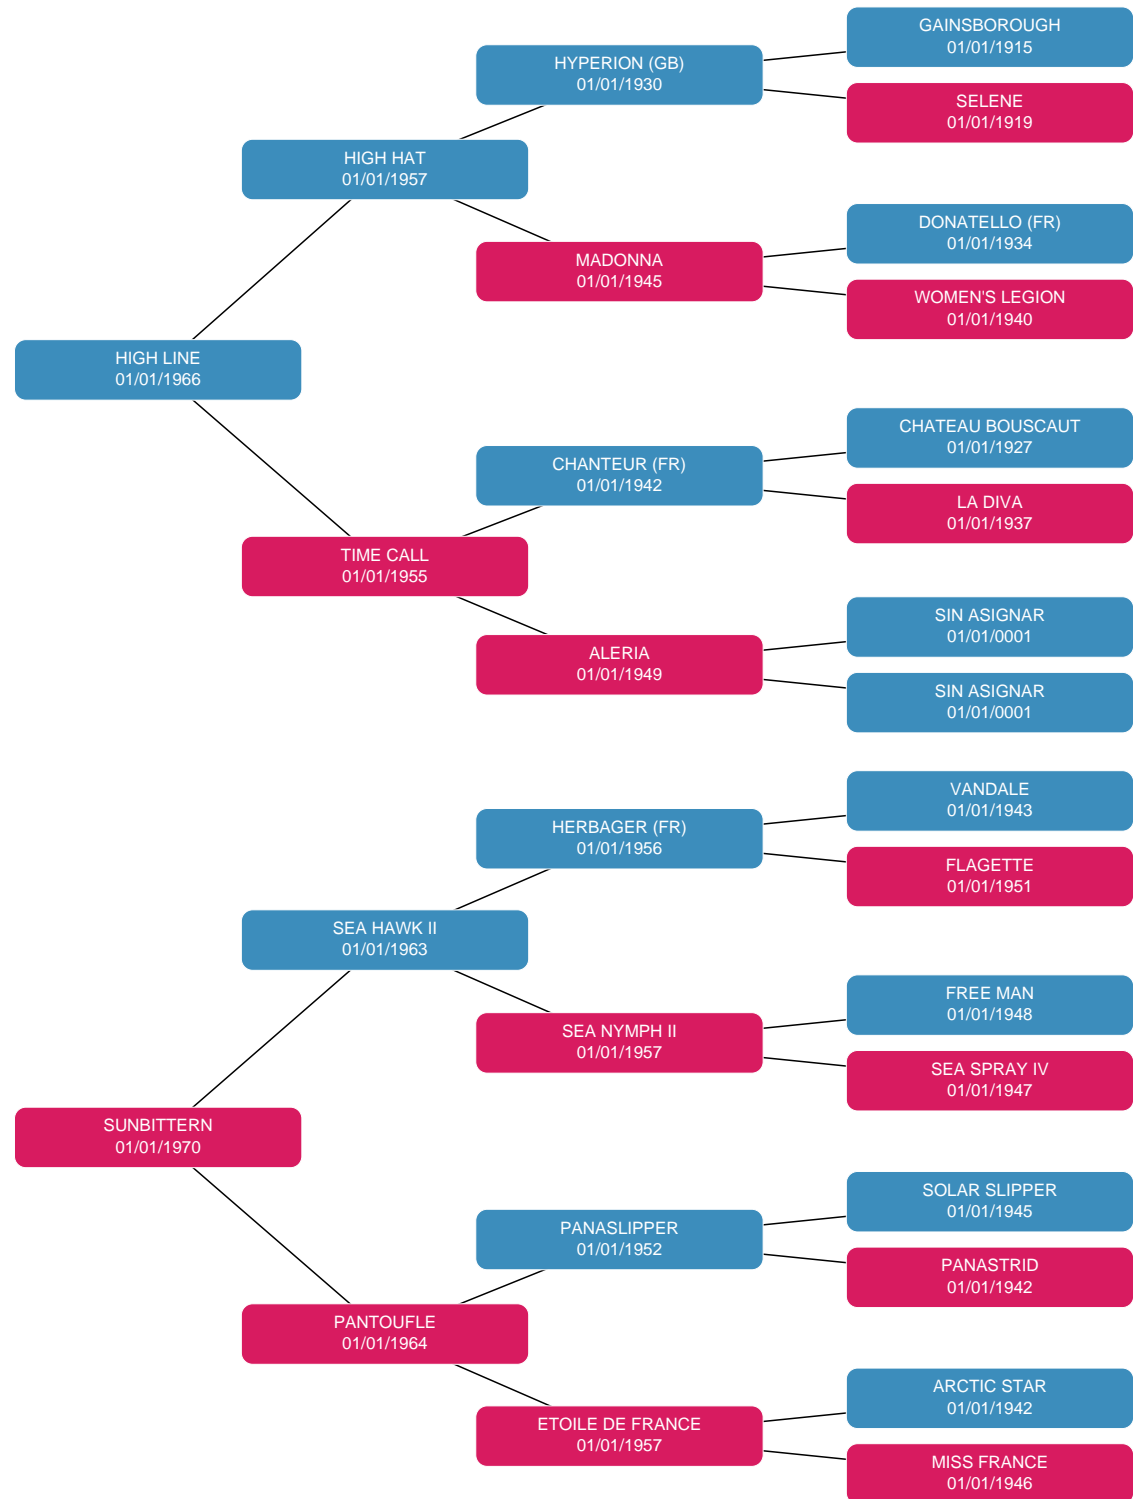 GAINSBOROUGH
01/01/1915
HYPERION (GB)
01/01/1930
SELENE
01/01/1919
HIGH HAT
01/01/1957
DONATELLO (FR)
01/01/1934
MADONNA
01/01/1945
WOMEN'S LEGION
01/01/1940
HIGH LINE
01/01/1966
CHATEAU BOUSCAUT
01/01/1927
CHANTEUR (FR)
01/01/1942
LA DIVA
01/01/1937
TIME CALL
01/01/1955
SIN ASIGNAR
01/01/0001
ALERIA
01/01/1949
SIN ASIGNAR
01/01/0001
VANDALE
01/01/1943
HERBAGER (FR)
01/01/1956
FLAGETTE
01/01/1951
SEA HAWK II
01/01/1963
FREE MAN
01/01/1948
SEA NYMPH II
01/01/1957
SEA SPRAY IV
01/01/1947
SUNBITTERN
01/01/1970
SOLAR SLIPPER
01/01/1945
PANASLIPPER
01/01/1952
PANASTRID
01/01/1942
PANTOUFLE
01/01/1964
ARCTIC STAR
01/01/1942
ETOILE DE FRANCE
01/01/1957
MISS FRANCE
01/01/1946